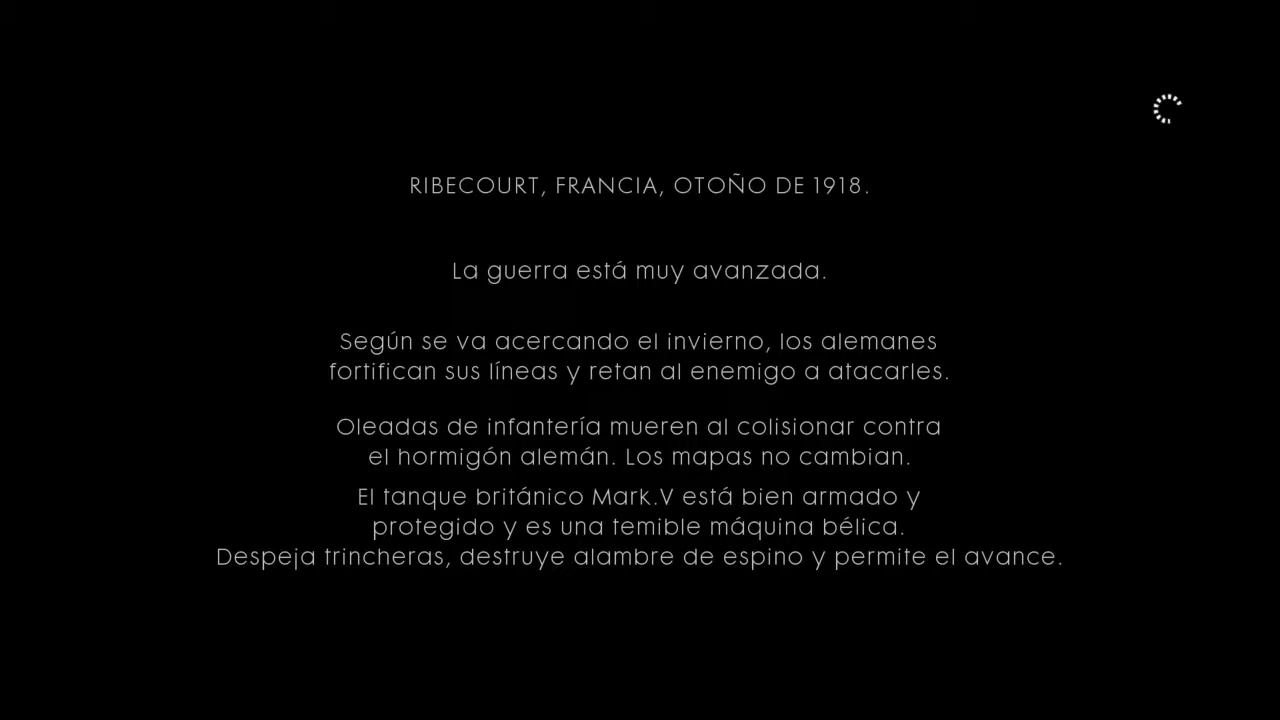 RIBECOURT, FRANCIA, OTOÑO DE 1918.
La guerra está muy avanzada.
Según se va acercando el invierno, los alemanes
fortifican sus líneas y retan al enemigo a atacarles.
Oleadas de infantería mueren al colisionar contra
el hormigón alemán. Los mapas no cambian.
El tanque británico Mark.V está bien armado y
protegido y es una temible máquina bélica.
Despeja trincheras, destruye alambre de espino y permite el avance.